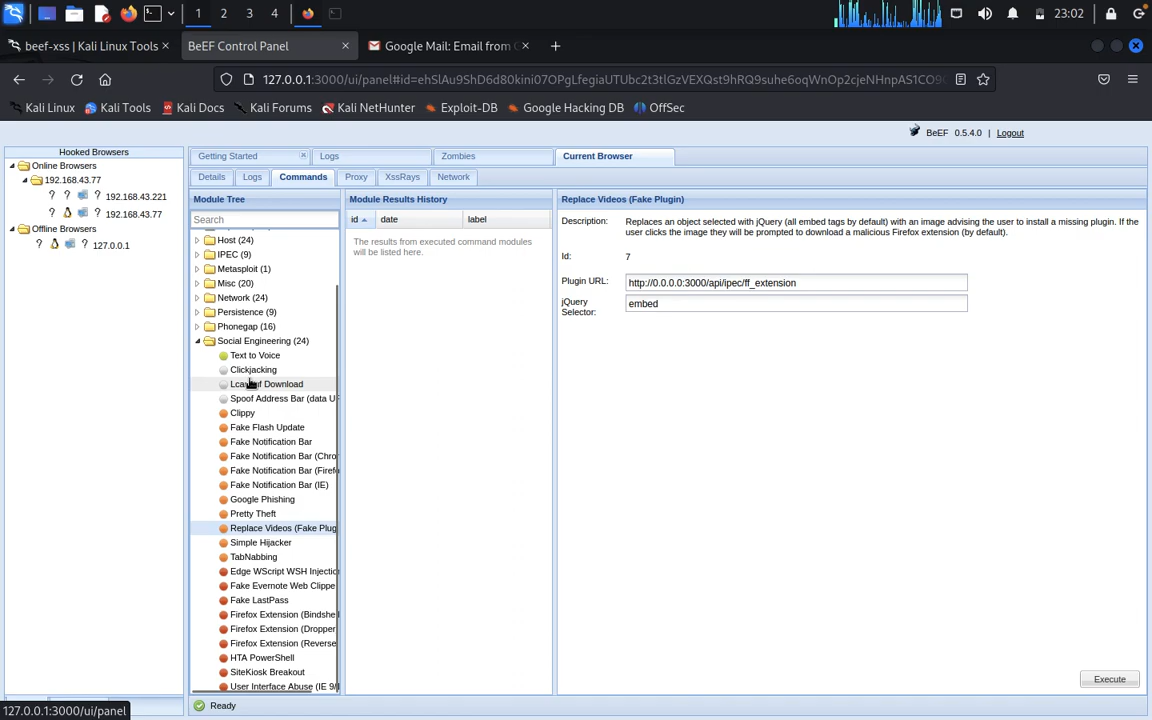 1 2 3 4 23:02
beef-xss | Kali Linux Tools × BeEF Control Panel × Google Mail: Email from G ×
127.0.0.1:3000/ui/panel#id=
Kali Linux Kali Tools Kali Docs Kali Forums Kali NetHunter Exploit-DB Google Hacking DB OffSec
BeEF 0.5.4.0 | Logout
Hooked Browsers
Online Browsers
192.168.43.77
? ? ? 192.168.43.221
? ? 192.168.43.77
Offline Browsers
? ? 127.0.0.1
Getting Started Logs Zombies Current Browser
Details Logs Commands Proxy XssRays Network
Module Tree
Search
Host (24)
IPEC (9)
Metasploit (1)
Misc (20)
Network (24)
Persistence (9)
Phonegap (16)
Social Engineering (24)
Text to Voice
Clickjacking
Lca f Download
Spoof Address Bar (data U
Clippy
Fake Flash Update
Fake Notification Bar
Fake Notification Bar (Chro
Fake Notification Bar (Firef
Fake Notification Bar (IE)
Google Phishing
Pretty Theft
Replace Videos (Fake Plug
Simple Hijacker
TabNabbing
Edge WScript WSH Injectio
Fake Evernote Web Clippe
Fake LastPass
Firefox Extension (Bindshe
Firefox Extension (Dropper
Firefox Extension (Reverse
HTA PowerShell
SiteKiosk Breakout
User Interface Abuse (IE 9/
Module Results History
id date label
The results from executed command modules
will be listed here.
Replace Videos (Fake Plugin)
Description: Replaces an object selected with jQuery (all embed tags by default) with an image advising the user to install a missing plugin. If the
user clicks the image they will be prompted to download a malicious Firefox extension (by default).
Id: 7
Plugin URL: http://0.0.0.0:3000/api/ipec/ff_extension
jQuery Selector: embed
Execute
Ready
127.0.0.1:3000/ui/panel